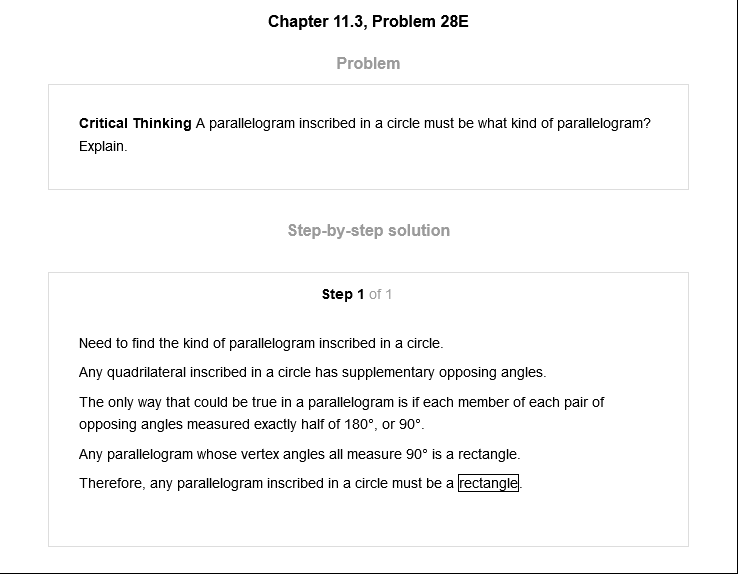 Chapter 11.3, Problem 28E
Problem
Critical Thinking A parallelogram inscribed in a circle must be what kind of parallelogram?
Explain.
Step-by-step solution
Step 1 of 1
Need to find the kind of parallelogram inscribed in a circle.
Any quadrilateral inscribed in a circle has supplementary opposing angles.
The only way that could be true in a parallelogram is if each member of each pair of
opposing angles measured exactly half of 180°, or 90°.
Any parallelogram whose vertex angles all measure 90° is a rectangle.
Therefore, any parallelogram inscribed in a circle must be a rectangle.